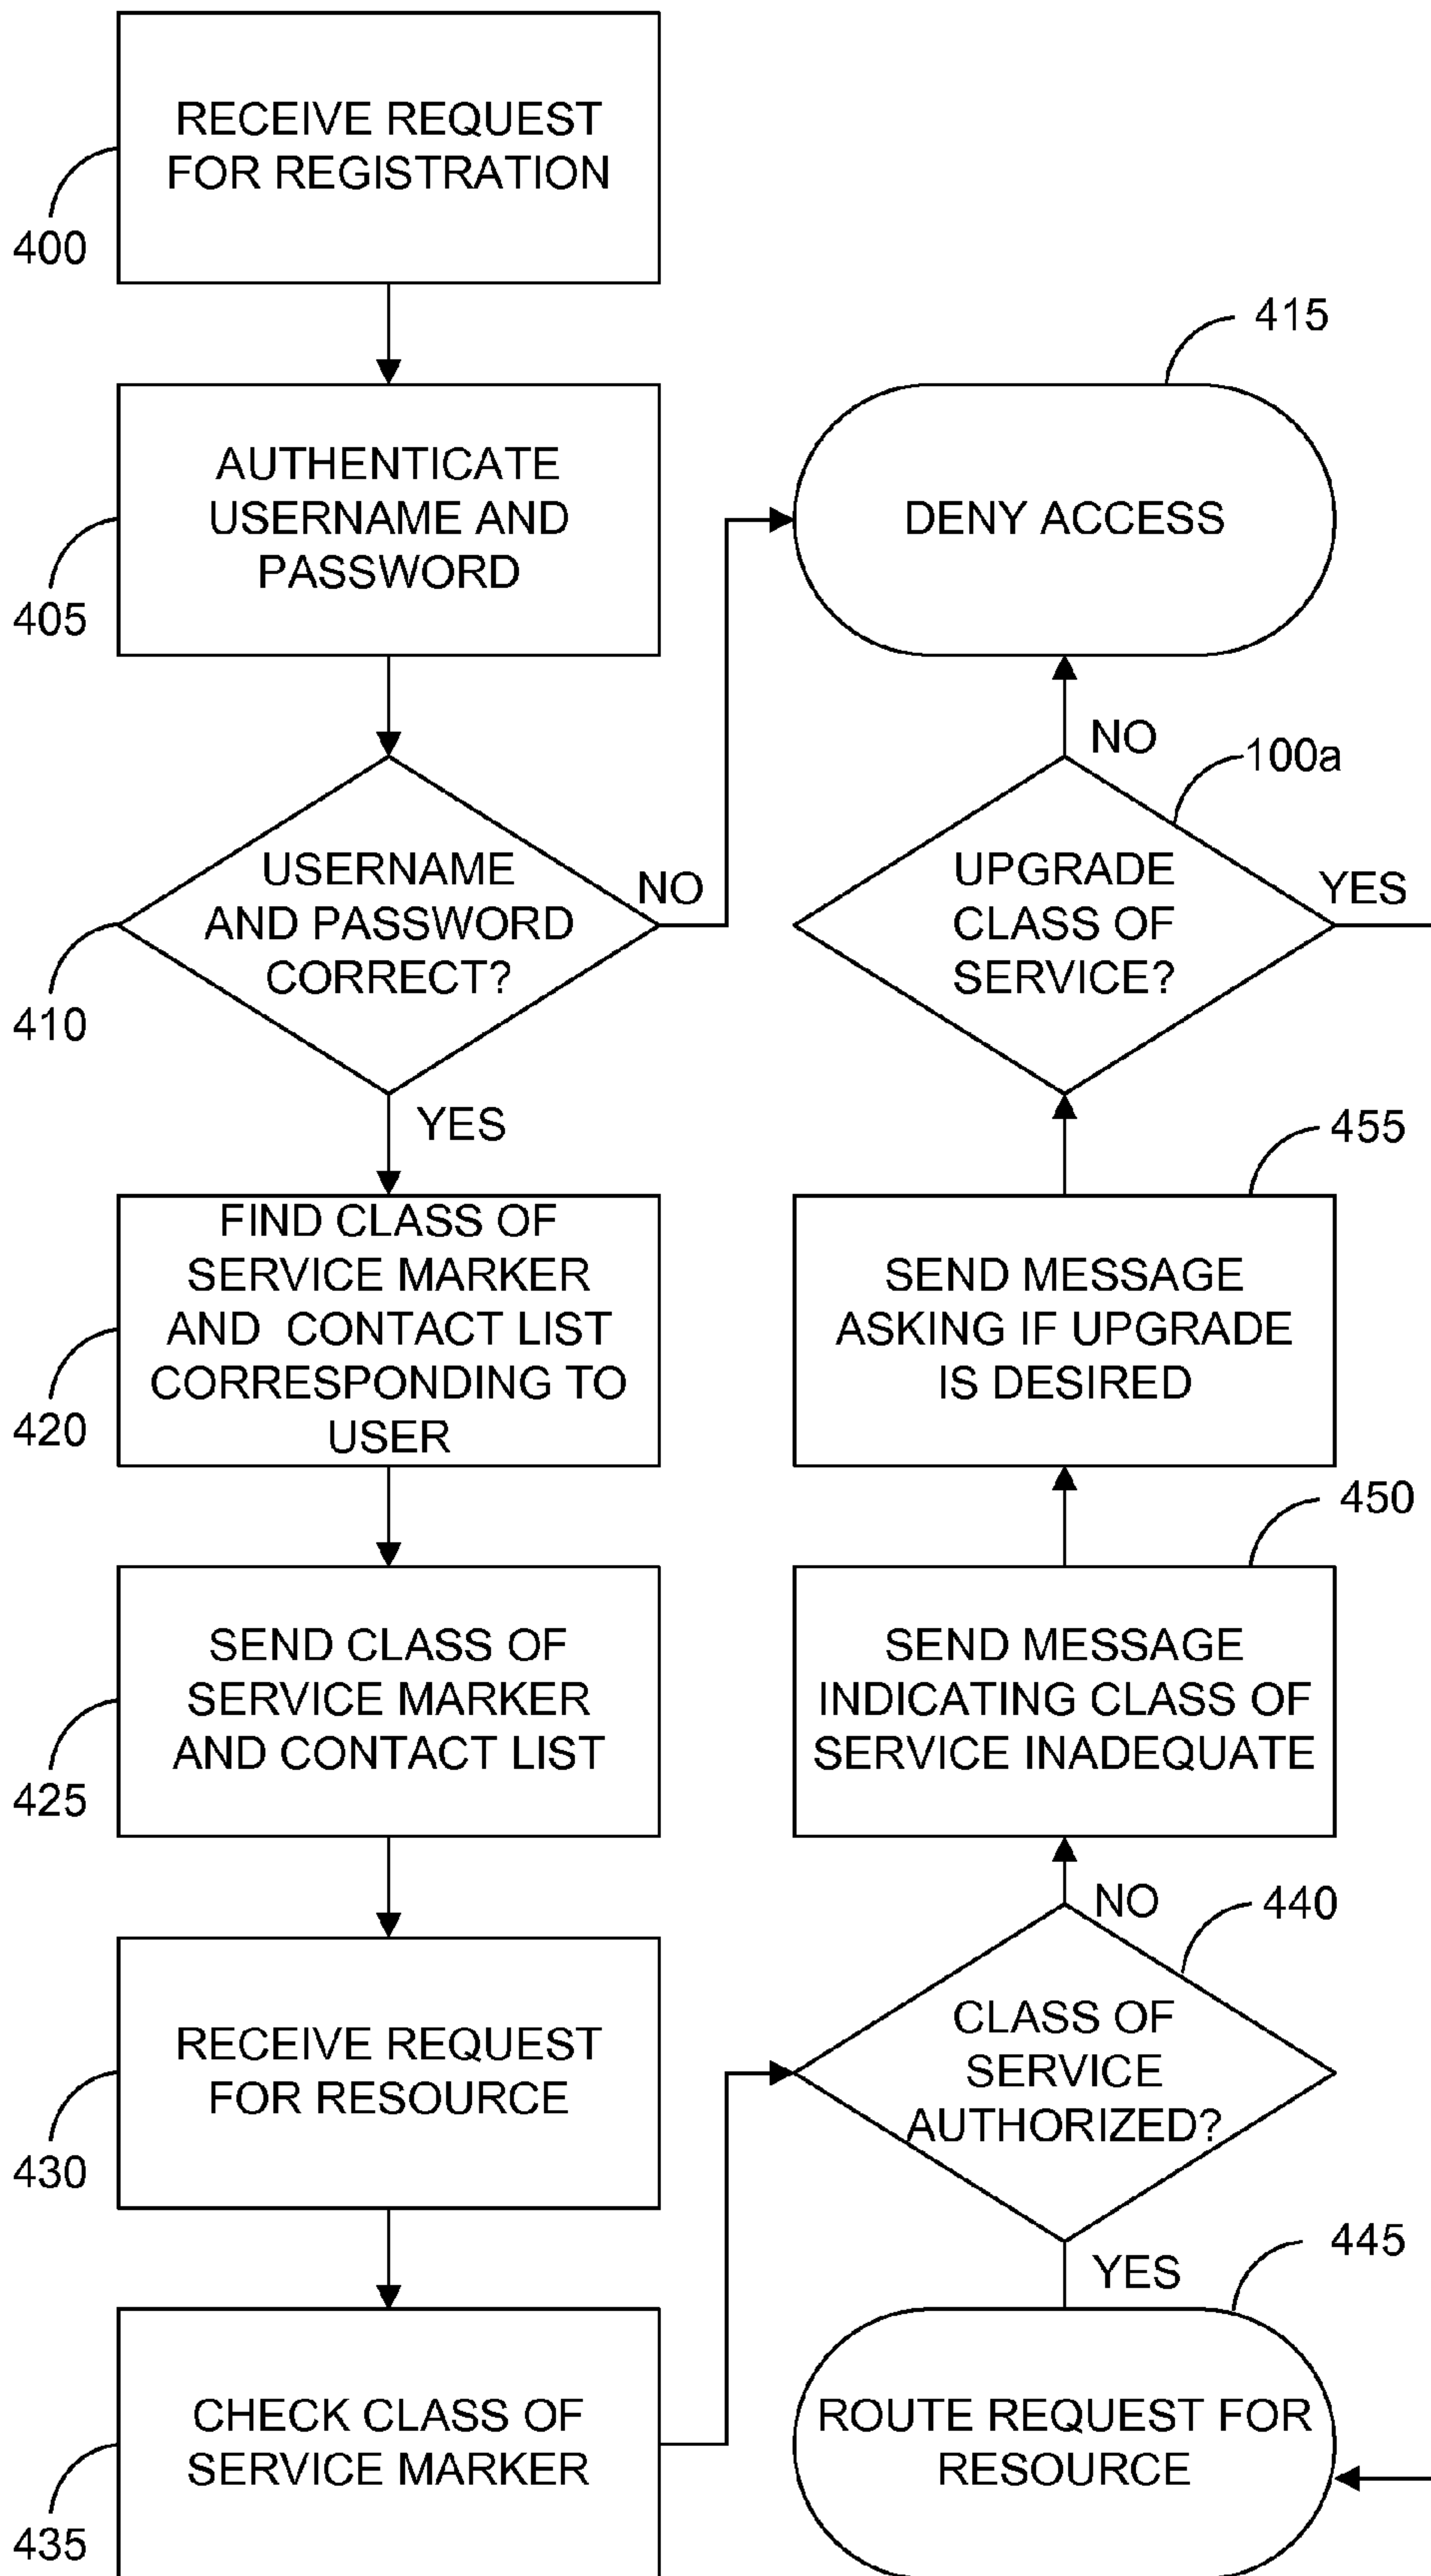 RECEIVE REQUEST
FOR REGISTRATION
400
AUTHENTICATE
USERNAME AND
PASSWORD
405
415
DENY ACCESS
USERNAME
AND PASSWORD
CORRECT?
NO
410
YES
NO
100a
UPGRADE
CLASS OF
SERVICE?
YES
FIND CLASS OF
SERVICE MARKER
AND CONTACT LIST
CORRESPONDING TO
USER
420
455
SEND MESSAGE
ASKING IF UPGRADE
IS DESIRED
SEND CLASS OF
SERVICE MARKER
AND CONTACT LIST
425
450
SEND MESSAGE
INDICATING CLASS OF
SERVICE INADEQUATE
RECEIVE REQUEST
FOR RESOURCE
430
NO
440
CLASS OF
SERVICE
AUTHORIZED?
YES
445
CHECK CLASS OF
SERVICE MARKER
435
ROUTE REQUEST FOR
RESOURCE